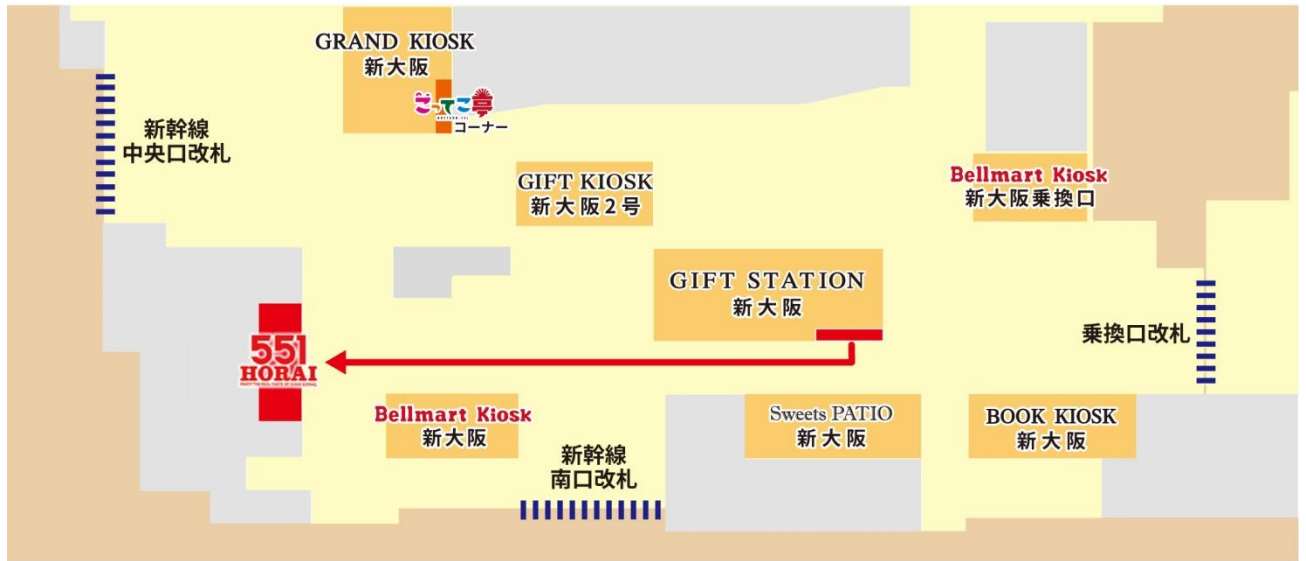 GRAND KIOSK
新大阪
こってこ亭
コーナー
新幹線
中央口改札
GIFT KIOSK
新大阪2号
Bellmart Kiosk
新大阪乗換口
GIFT STATION
新大阪
乗換口改札
551
HORAI
Bellmart Kiosk
新大阪
Sweets PATIO
新大阪
BOOK KIOSK
新大阪
新幹線
南口改札